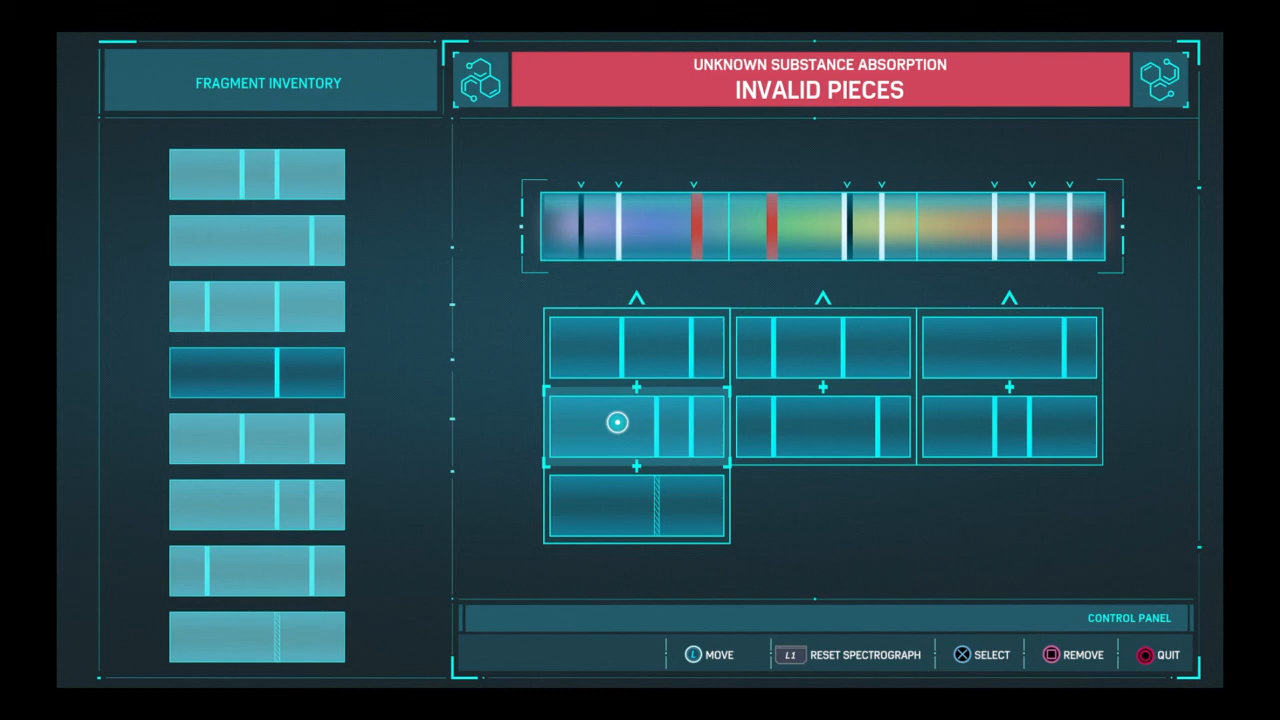 FRAGMENT INVENTORY
UNKNOWN SUBSTANCE ABSORPTION
INVALID PIECES
CONTROL PANEL
L MOVE
L1 RESET SPECTROGRAPH
SELECT
REMOVE
QUIT